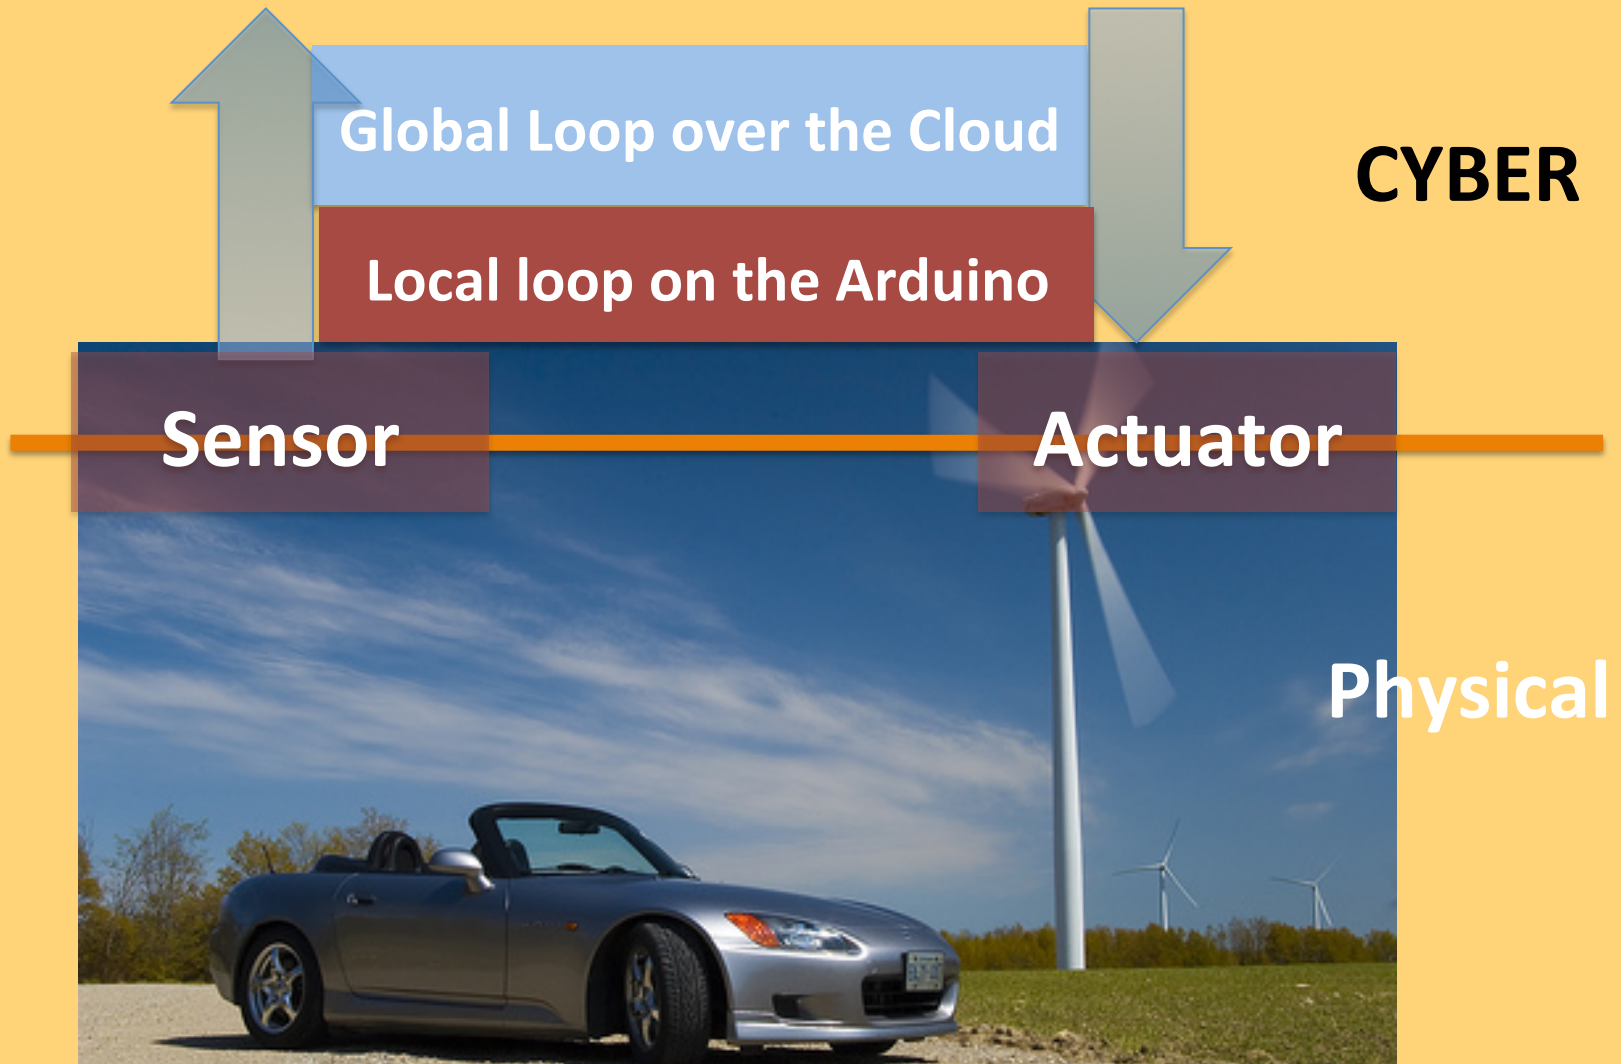 Global Loop over the Cloud
CYBER
Local loop on the Arduino
Sensor
Actuator
Physical